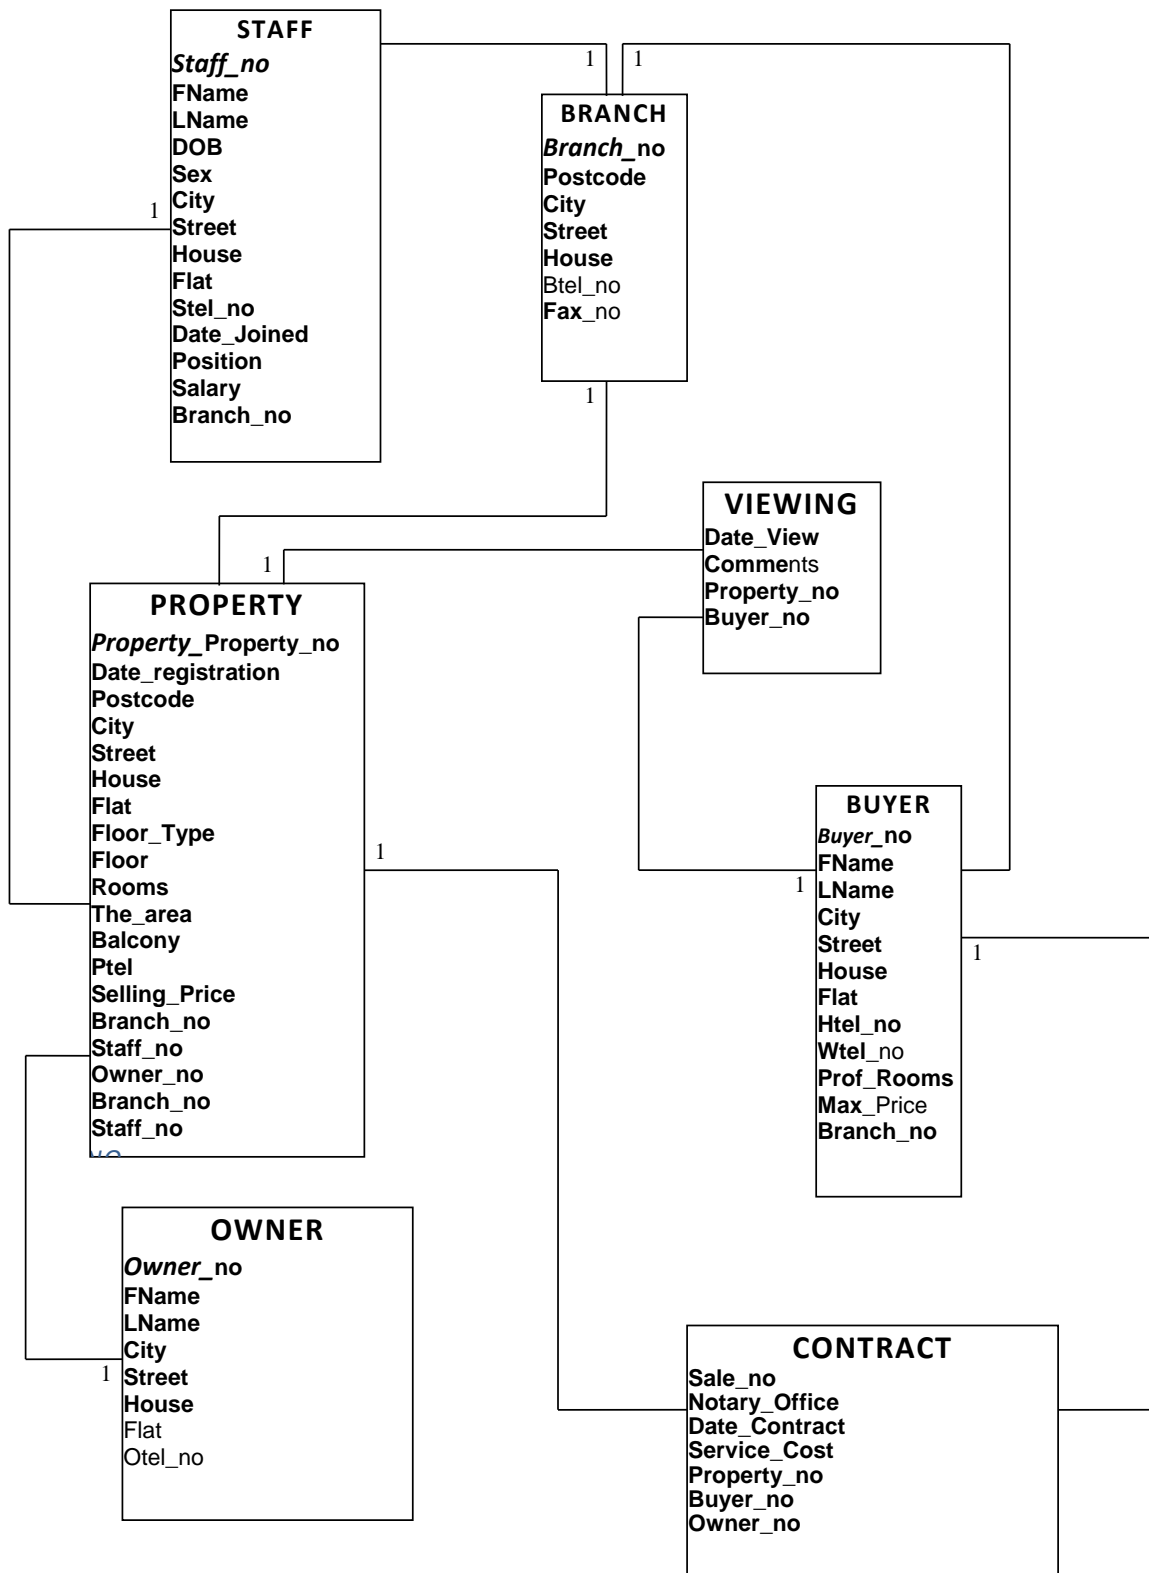 STAFF
Staff_no
FName
LName
DOB
Sex
City
Street
House
Flat
Stel_no
Date_Joined
Position
Salary
Branch_no
1
1
1
BRANCH
Branch_no
Postcode
City
Street
House
Btel_no
Fax_no
1
VIEWING
Date_View
Comments
Property_no
Buyer_no
1
PROPERTY
Property_Property_no
Date_registration
Postcode
City
Street
House
Flat
Floor_Type
Floor
Rooms
The_area
Balcony
Ptel
Selling_Price
Branch_no
Staff_no
Owner_no
Branch_no
Staff_no
1
BUYER
Buyer_no
FName
LName
City
Street
House
Flat
Htel_no
Wtel_no
Prof_Rooms
Max_Price
Branch_no
1
1
OWNER
Owner_no
FName
LName
City
Street
House
Flat
Otel_no
1
CONTRACT
Sale_no
Notary_Office
Date_Contract
Service_Cost
Property_no
Buyer_no
Owner_no